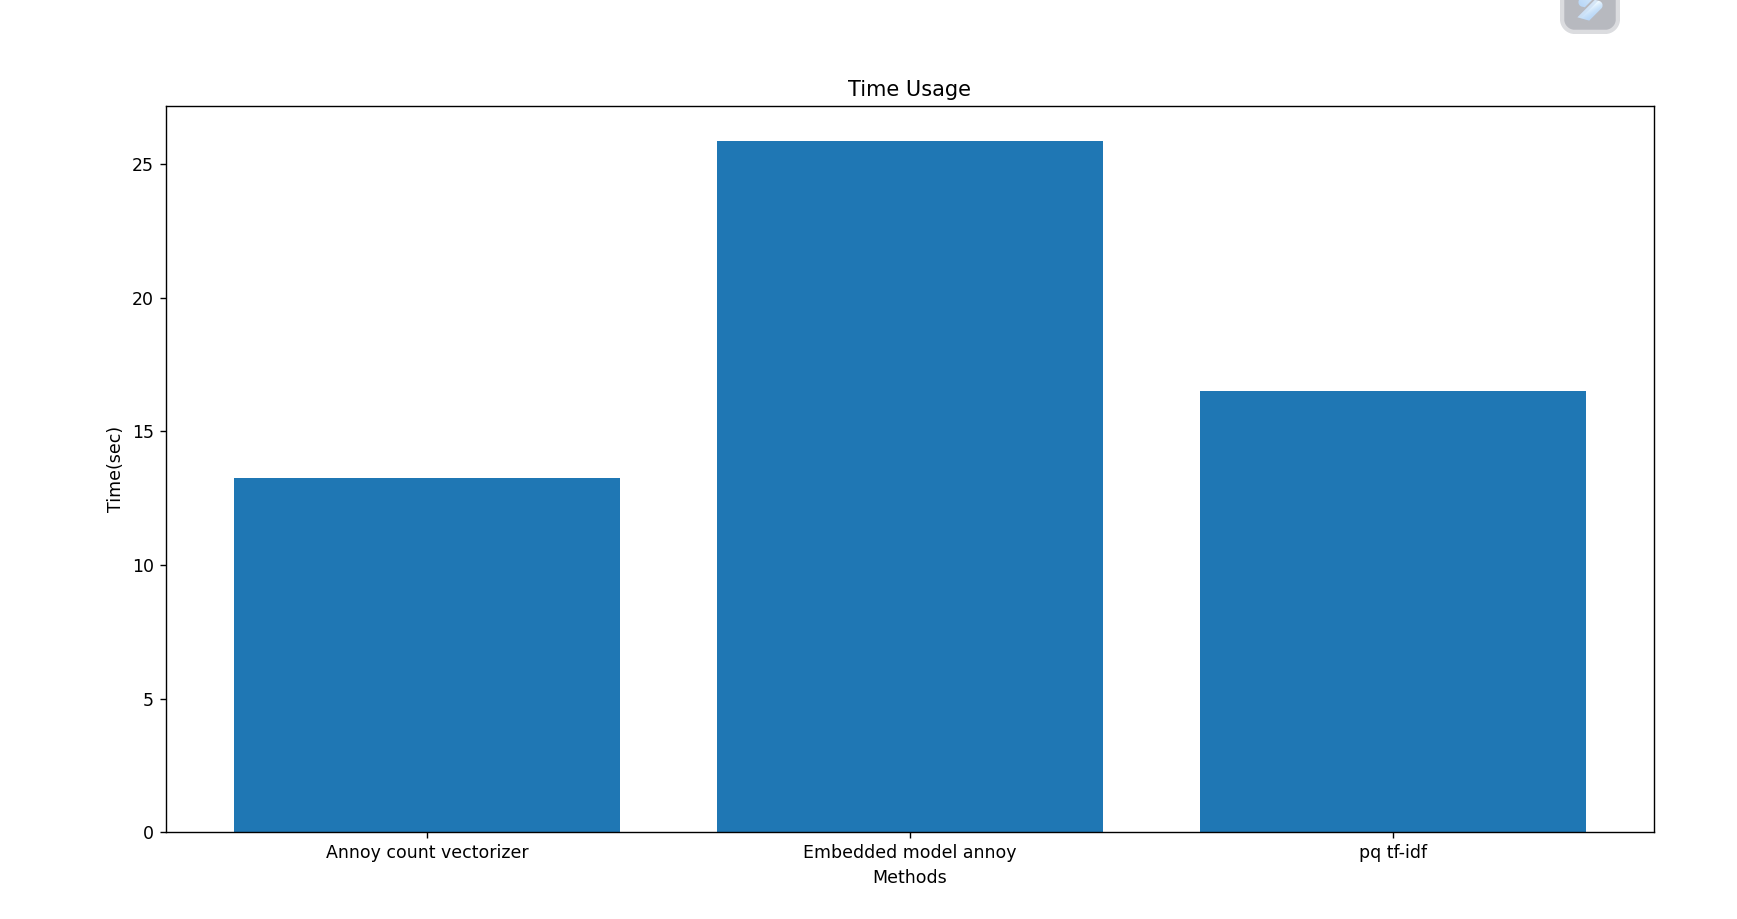 Time Usage
25
20
15
10
5
0
Time(sec)
Annoy count vectorizer
Embedded model annoy
pq tf-idf
Methods